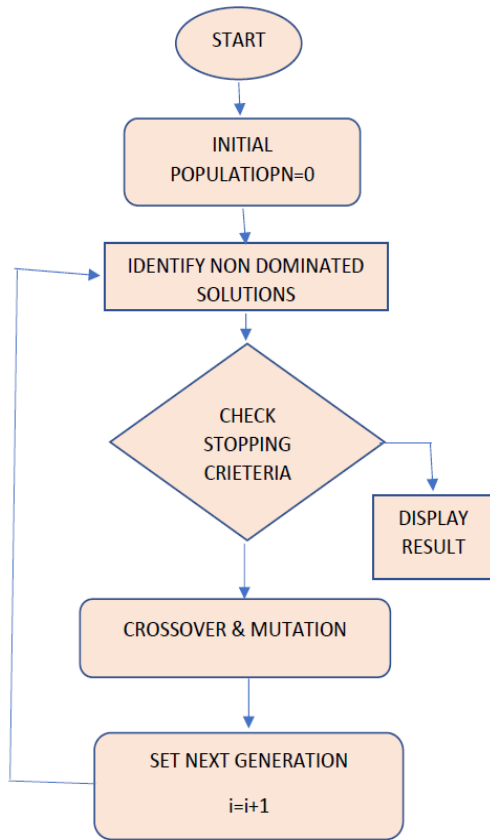 START
INITIAL
POPULATIOPN=0
IDENTIFY NON DOMINATED
SOLUTIONS
CHECK
STOPPING
CRIETERIA
DISPLAY
RESULT
CROSSOVER & MUTATION
SET NEXT GENERATION
i=i+1